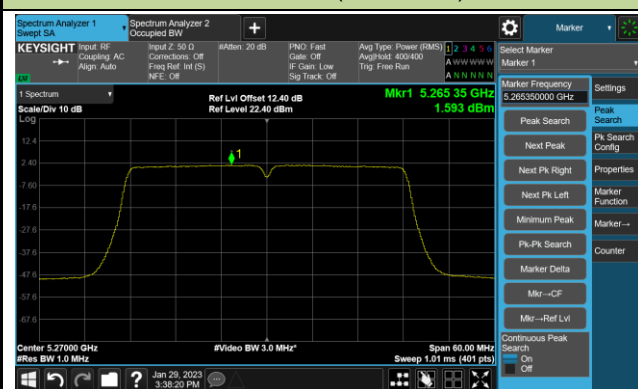 Spectrum Analyzer 1
Swept SA
Spectrum Analyzer 2
Occupied BW
Marker
KEYSIGHT
Input: RF
Coupling: AC
Align: Auto
Input Z: 50 Ω
Corrections: Off
Freq Ref: Int (S)
NFE: Off
#Atten: 20 dB
PNO: Fast
Gate: Off
IF Gain: Low
Sig Track: Off
Avg Type: Power (RMS)
Avg|Hold: 400/400
Trig: Free Run
1 2 3 4 5 6
A W W W W W
A N N N N N
Select Marker
Marker 1
1 Spectrum
Scale/Div 10 dB
Log
Ref Lvl Offset 12.40 dB
Ref Level 22.40 dBm
Mkr1 5.265 35 GHz
1.593 dBm
Marker Frequency
5.265350000 GHz
Settings
Peak Search
Peak
Search
Next Peak
Pk Search
Config
Next Pk Right
Properties
Next Pk Left
Marker
Function
Minimum Peak
Marker→
Pk-Pk Search
Counter
Marker Delta
Mkr→CF
Mkr→Ref Lvl
Continuous Peak
Search
On
Off
1
12.4
2.40
-7.60
-17.6
-27.6
-37.6
-47.6
-57.6
-67.6
Center 5.27000 GHz
#Res BW 1.0 MHz
#Video BW 3.0 MHz*
Span 60.00 MHz
Sweep 1.01 ms (401 pts)
Jan 29, 2023
3:38:20 PM